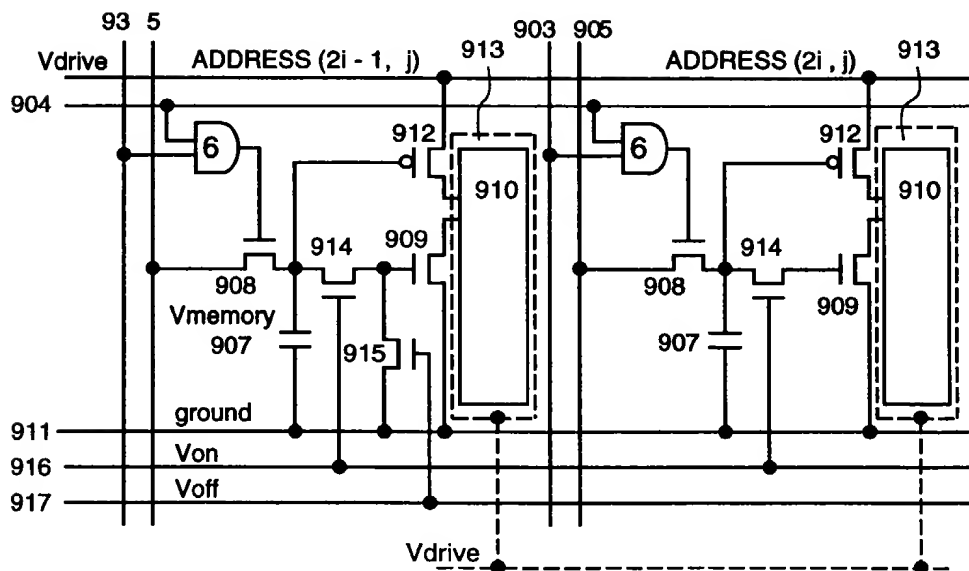 93 5 903 905
Vdrive ADDRESS (2i - 1, j) 913 ADDRESS (2i , j) 913
904
6 912 6 912
910 910
914 909 914
908 908 909
Vmemory
907 915 907
ground
911
916 Von
917 Voff
Vdrive